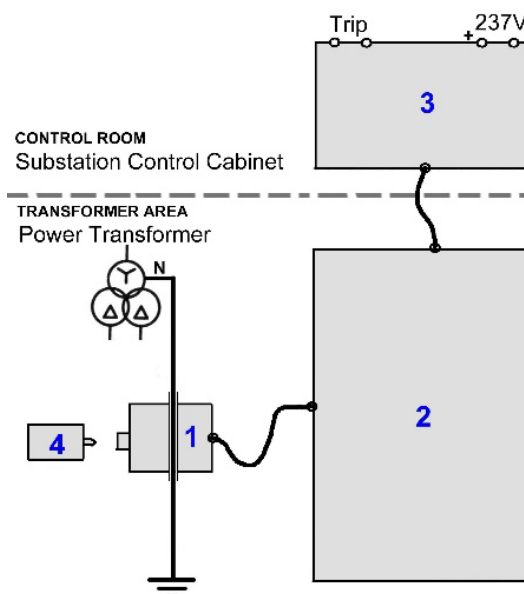 Trip
+ 237V
3
CONTROL ROOM
Substation Control Cabinet
TRANSFORMER AREA
Power Transformer
N
2
1
4